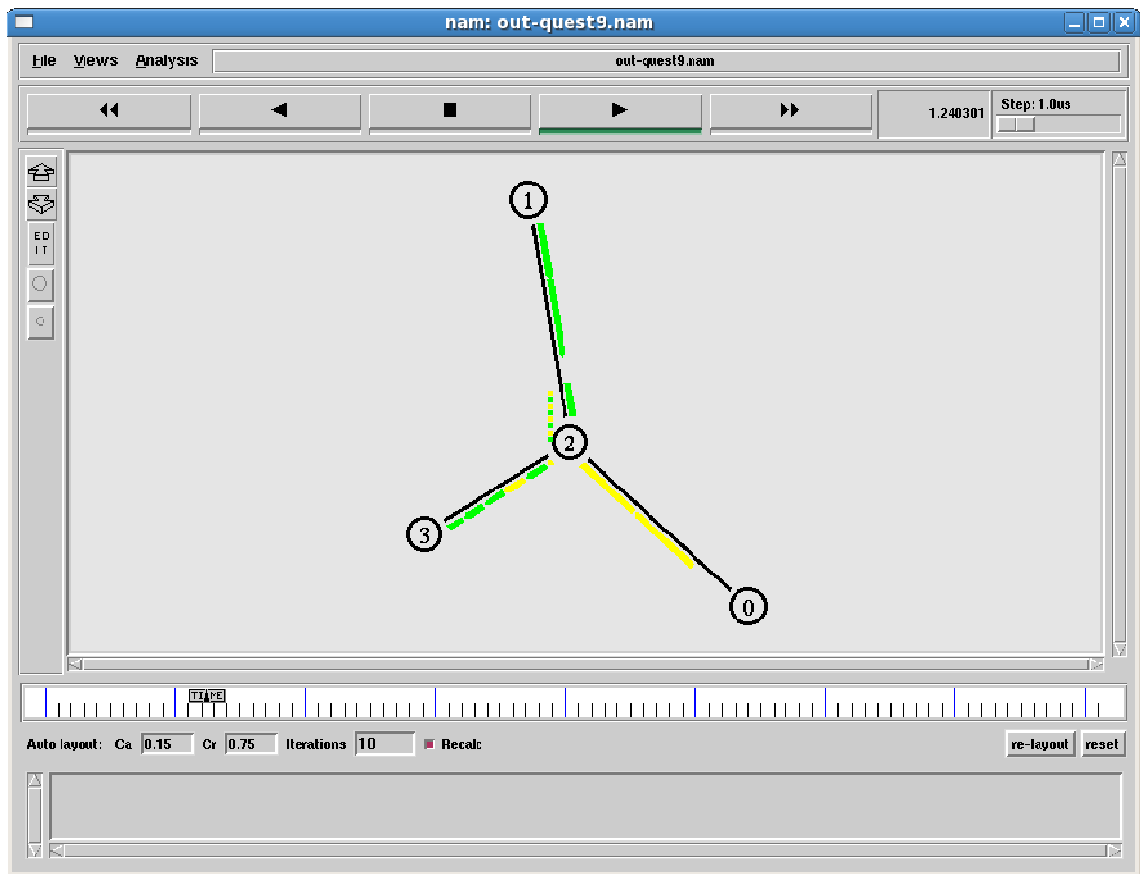 nam: out-quest9.nam
File Views Analysis out-quest9.nam
1.240301 Step: 1.0us
ED
IT
1
2
3
0
TIME
Auto layout: Ca 0.15 Cr 0.75 Iterations 10 Recalc re-layout reset